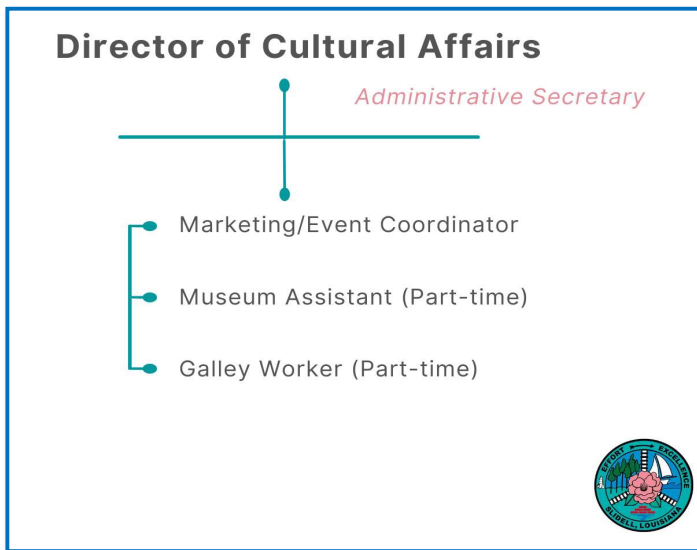 Director of Cultural Affairs
Administrative Secretary
Marketing/Event Coordinator
Museum Assistant (Part-time)
Galley Worker (Part-time)
EFFORT EXCELLENCE
SLIDELL, LOUISIANA